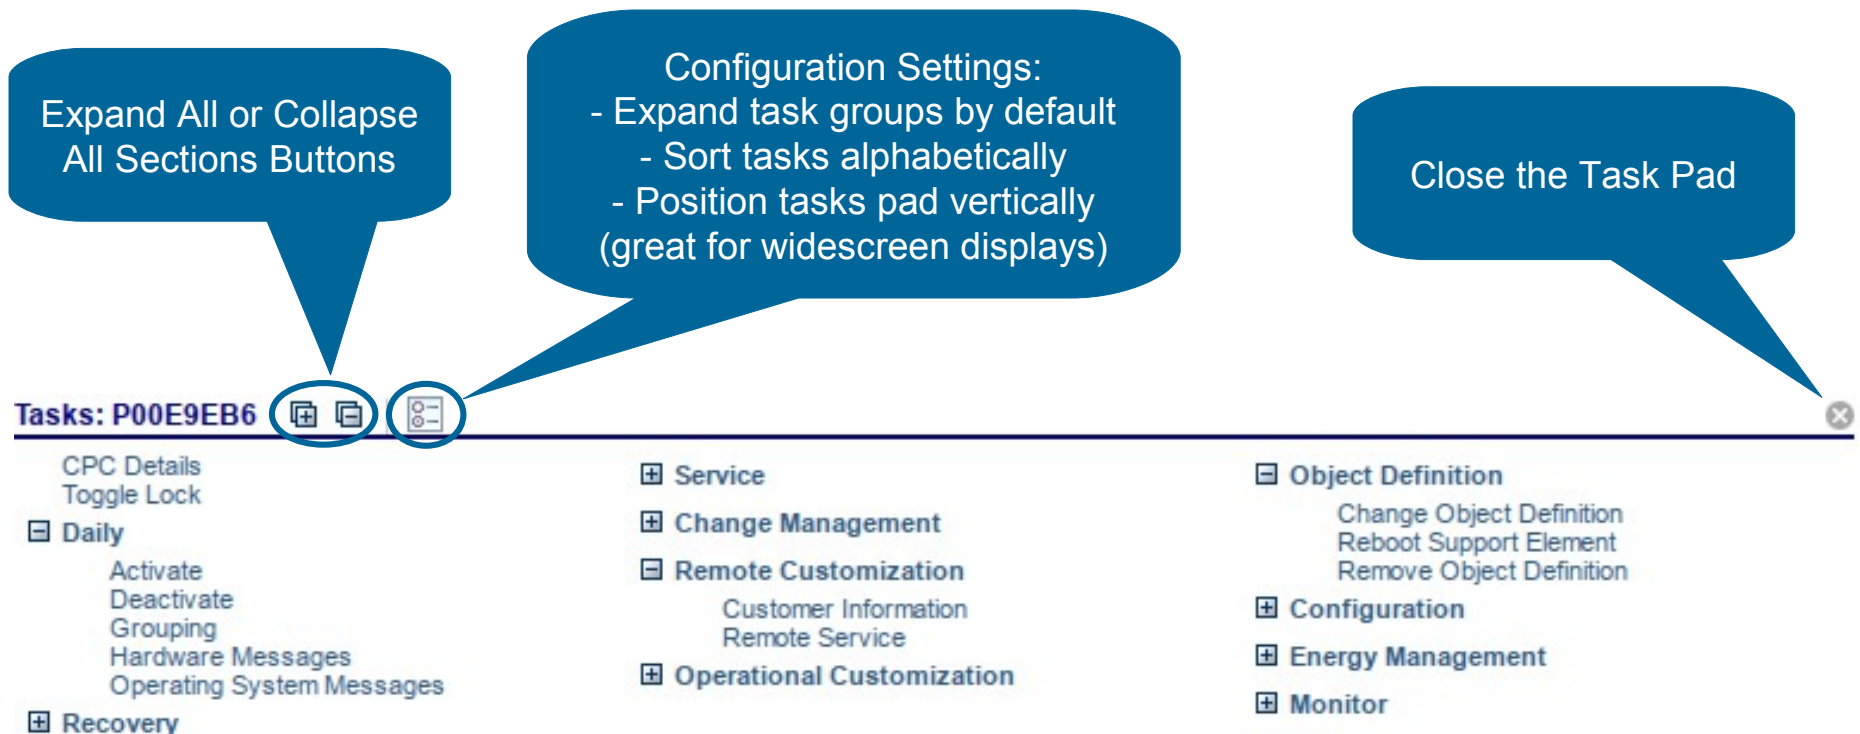 Expand All or Collapse
All Sections Buttons
Configuration Settings:
- Expand task groups by default
- Sort tasks alphabetically
- Position tasks pad vertically
(great for widescreen displays)
Close the Task Pad
Tasks: P00E9EB6
CPC Details
Toggle Lock
Daily
Activate
Deactivate
Grouping
Hardware Messages
Operating System Messages
Recovery
Service
Change Management
Remote Customization
Customer Information
Remote Service
Operational Customization
Object Definition
Change Object Definition
Reboot Support Element
Remove Object Definition
Configuration
Energy Management
Monitor